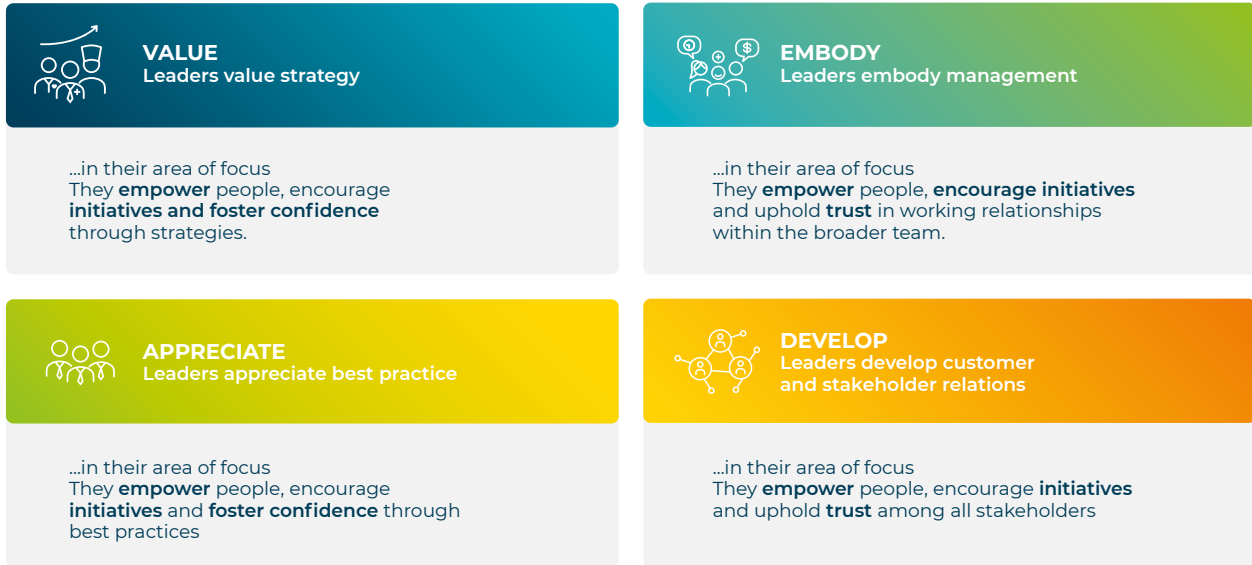 VALUE
Leaders value strategy
...in their area of focus
They empower people, encourage
initiatives and foster confidence
through strategies.
$
EMBODY
Leaders embody management
...in their area of focus
They empower people, encourage initiatives
and uphold trust in working relationships
within the broader team.
APPRECIATE
Leaders appreciate best practice
...in their area of focus
They empower people, encourage
initiatives and foster confidence through
best practices
DEVELOP
Leaders develop customer
and stakeholder relations
...in their area of focus
They empower people, encourage initiatives
and uphold trust among all stakeholders